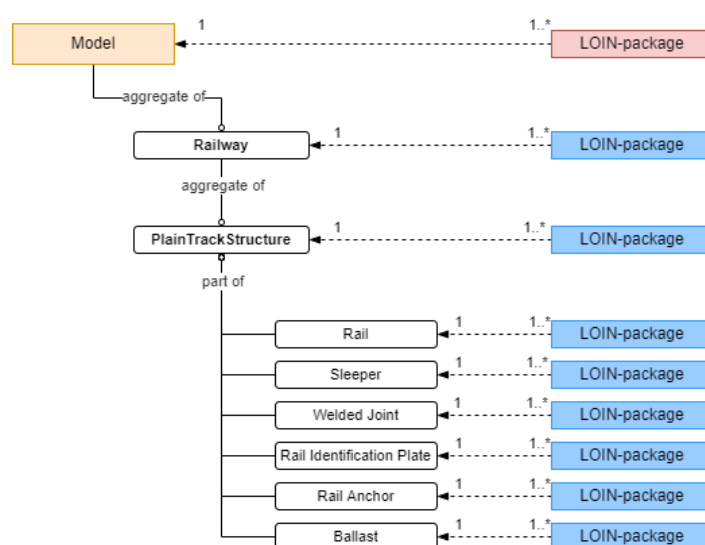 Model 1 1..* LOIN-package
aggregate of
Railway 1 1..* LOIN-package
aggregate of
PlainTrackStructure 1 1..* LOIN-package
part of
Rail 1 1..* LOIN-package
Sleeper 1 1..* LOIN-package
Welded Joint 1 1..* LOIN-package
Rail Identification Plate 1 1..* LOIN-package
Rail Anchor 1 1..* LOIN-package
Ballast 1 1..* LOIN-package